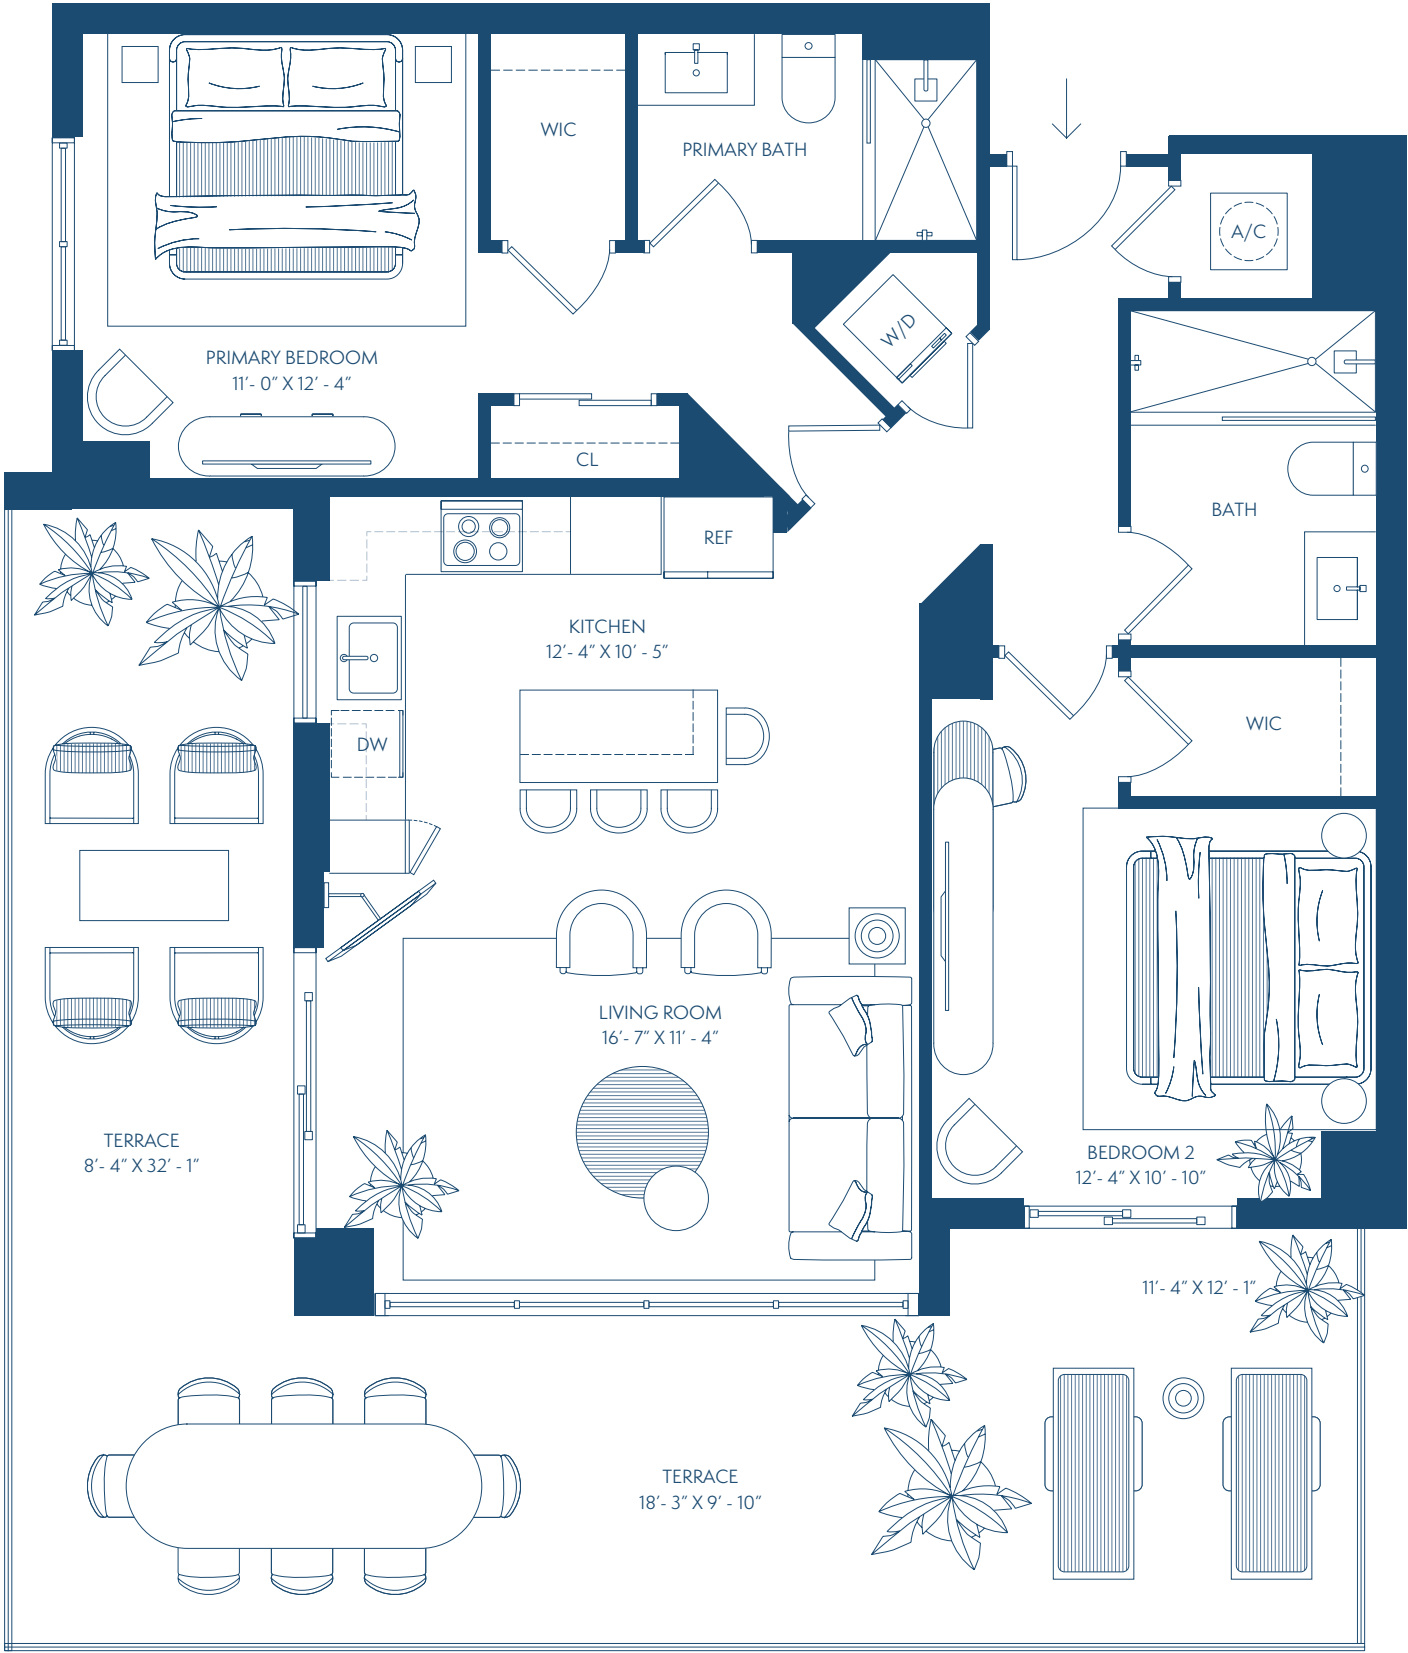 WIC
PRIMARY BATH
A/C
W/D
PRIMARY BEDROOM
11'- 0" X 12' - 4"
CL
BATH
REF
KITCHEN
12'- 4" X 10' - 5"
DW
WIC
LIVING ROOM
16'- 7" X 11' - 4"
TERRACE
8'- 4" X 32' - 1"
BEDROOM 2
12'- 4" X 10' - 10"
11'- 4" X 12' - 1"
TERRACE
18'- 3" X 9' - 10"